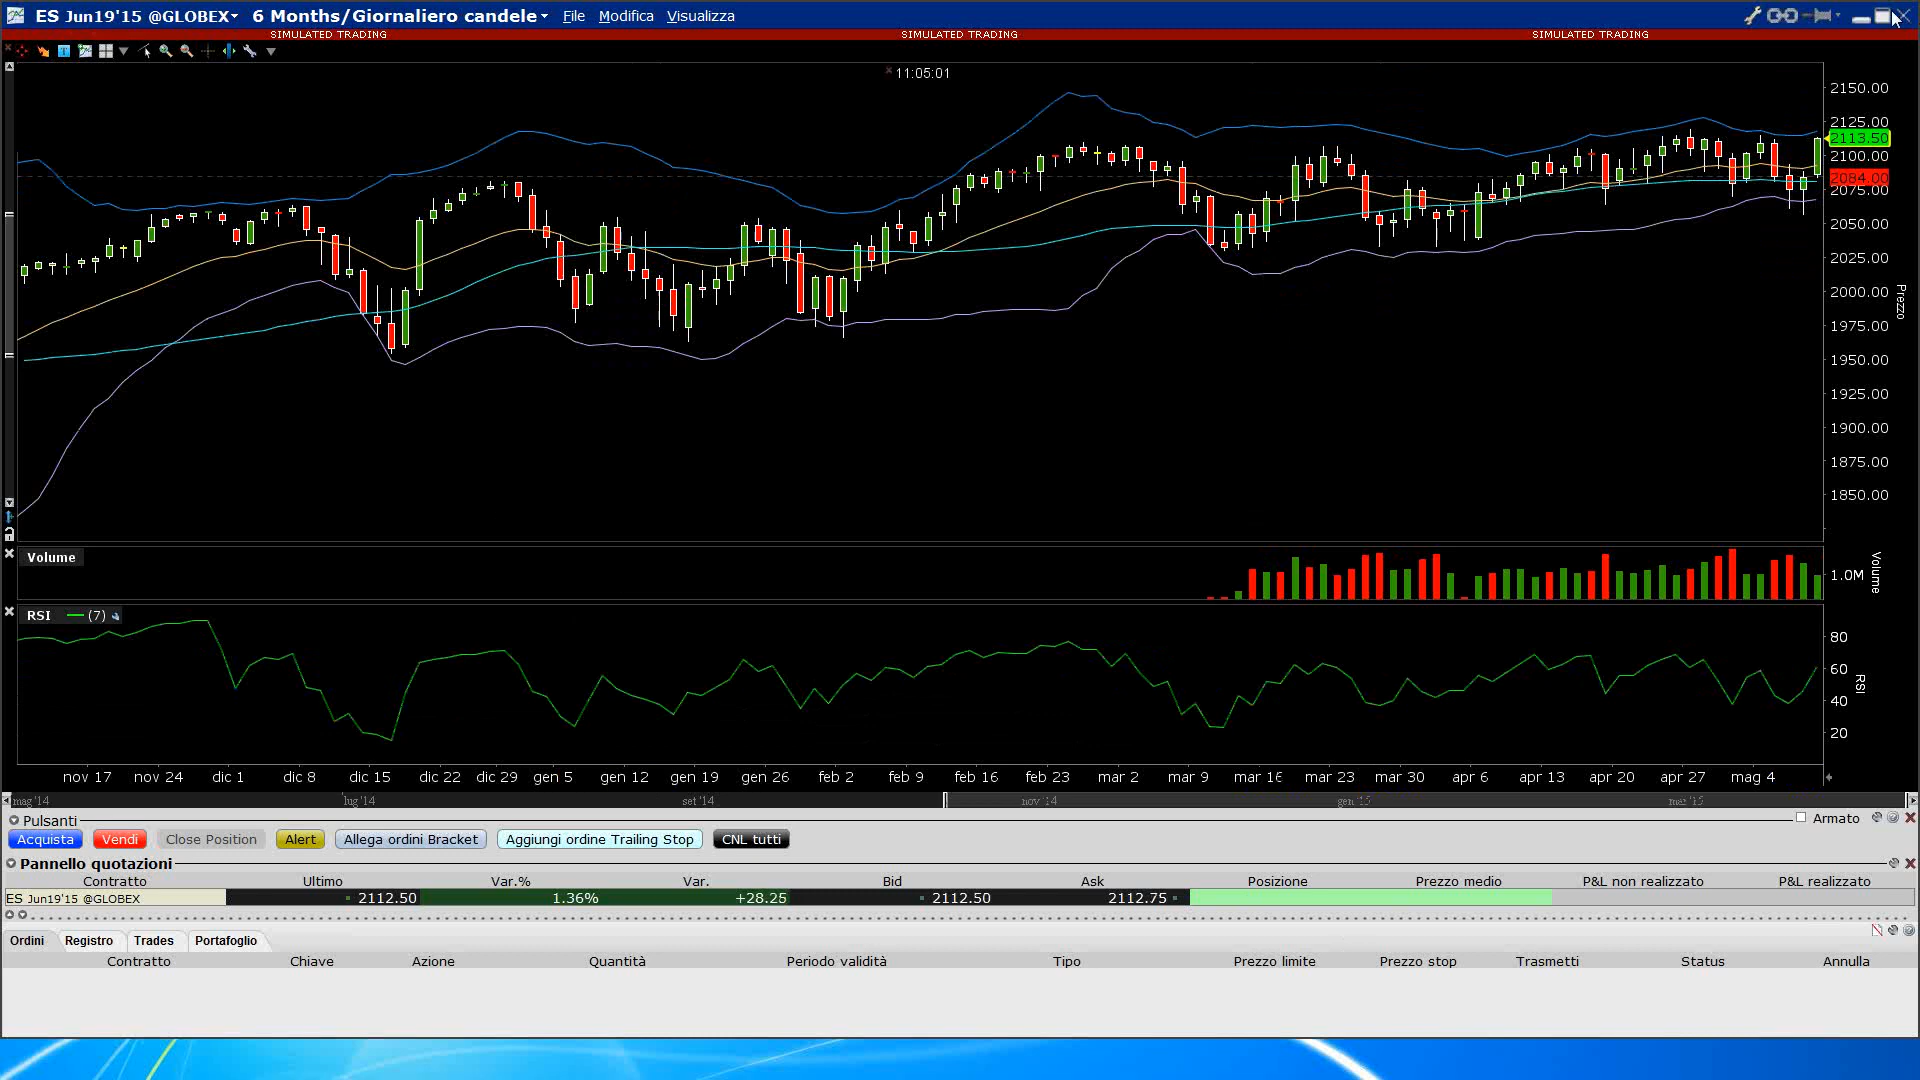 ES Jun19'15 @GLOBEX 6 Months/Giornaliero candele File Modifica Visualizza
SIMULATED TRADING SIMULATED TRADING SIMULATED TRADING
11:05:01
2150.00
2125.00
2113.50
2100.00
2084.00
2075.00
2050.00
2025.00
2000.00
1975.00
1950.00
1925.00
1900.00
1875.00
1850.00
Prezzo
Volume
1.0M
Volume
RSI (7)
80
60
40
20
RSI
nov 17 nov 24 dic 1 dic 8 dic 15 dic 22 dic 29 gen 5 gen 12 gen 19 gen 26 feb 2 feb 9 feb 16 feb 23 mar 2 mar 9 mar 16 mar 23 mar 30 apr 6 apr 13 apr 20 apr 27 mag 4
mag '14 lug '14 set '14 nov '14 gen '15 mar '15
Pulsanti Armato
Acquista Vendi Close Position Alert Allega ordini Bracket Aggiungi ordine Trailing Stop CNL tutti
Pannello quotazioni
Contratto Ultimo Var.% Var. Bid Ask Posizione Prezzo medio P&L non realizzato P&L realizzato
ES Jun19'15 @GLOBEX 2112.50 1.36% +28.25 2112.50 2112.75
Ordini Registro Trades Portafoglio
Contratto Chiave Azione Quantità Periodo validità Tipo Prezzo limite Prezzo stop Trasmetti Status Annulla